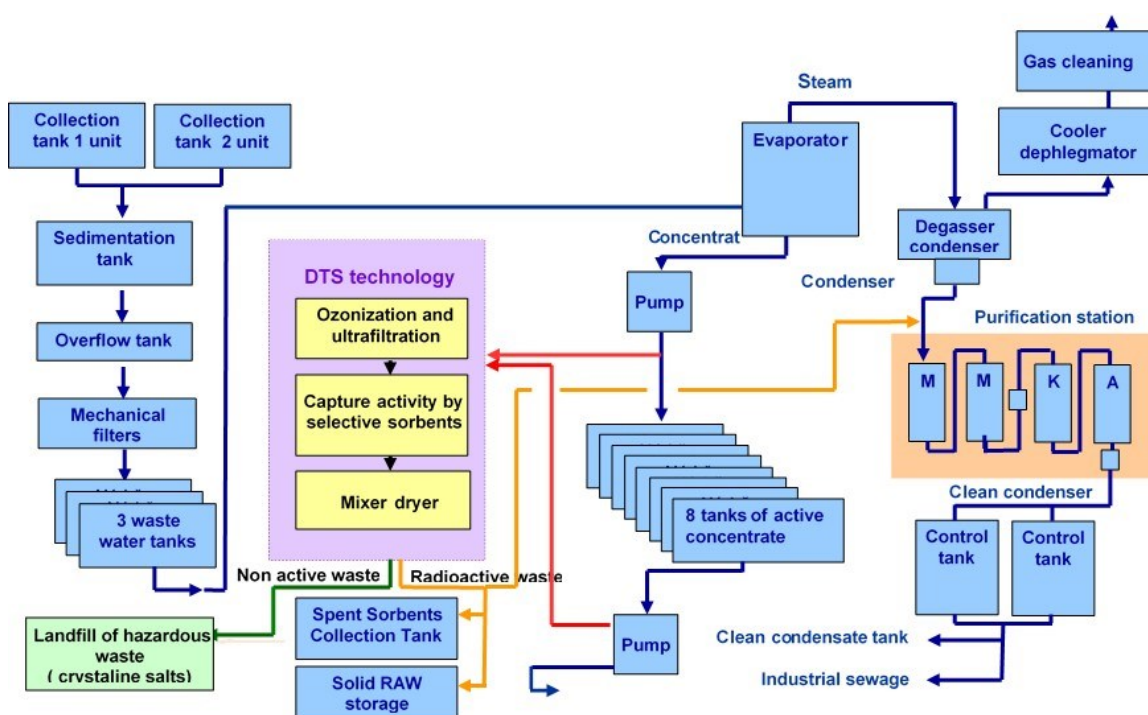 Gas cleaning
Steam
Collection
tank 1 unit
Collection
tank 2 unit
Evaporator
Cooler
dephlegmator
Sedimentation
tank
Concentrat
Degasser
condenser
DTS technology
Condenser
Pump
Ozonization and
ultrafiltration
Purification station
Overflow tank
Capture activity by
selective sorbents
M
M
K
A
Mechanical
filters
Mixer dryer
Clean condenser
3 waste
water tanks
8 tanks of active
concentrate
Control
tank
Control
tank
Non active waste
Radioactive waste
Spent Sorbents
Collection Tank
Landfill of hazardous
waste
( crystaline salts)
Pump
Clean condensate tank
Solid RAW
storage
Industrial sewage